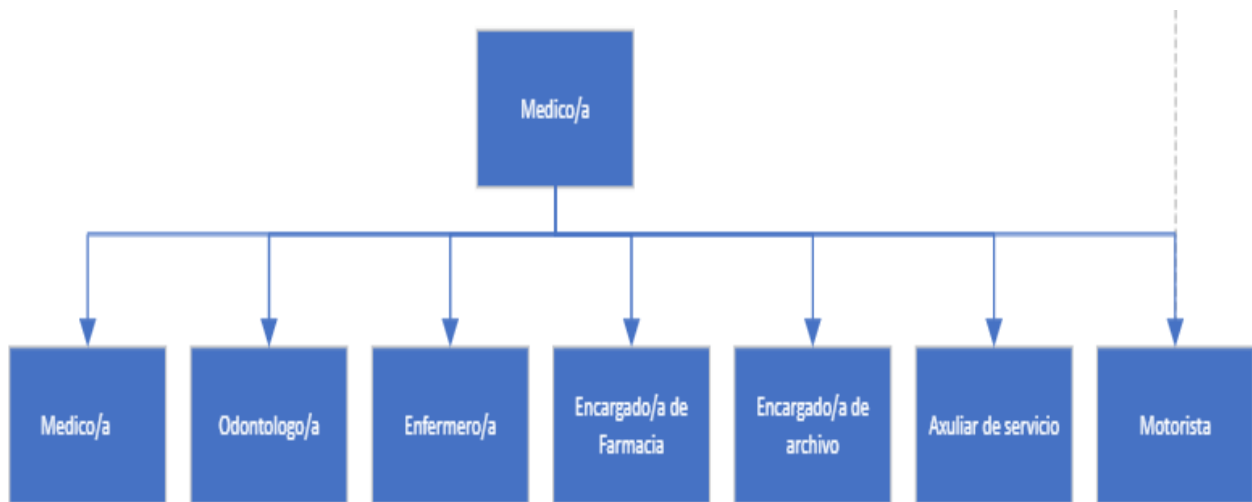 Medico/a
Medico/a
Odontologo/a
Enfermero/a
Encargado/a de
Farmacia
Encargado/a de
archivo
Axuliar de servicio
Motorista